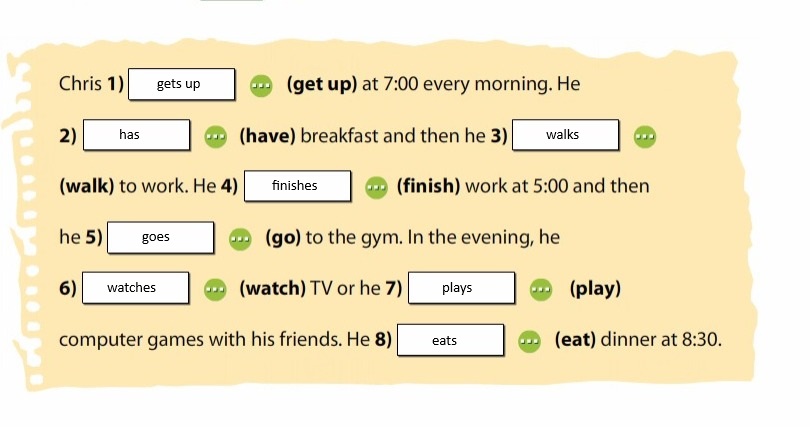 Chris 1) gets up (get up) at 7:00 every morning. He
2) has (have) breakfast and then he 3) walks
(walk) to work. He 4) finishes (finish) work at 5:00 and then
he 5) goes (go) to the gym. In the evening, he
6) watches (watch) TV or he 7) plays (play)
computer games with his friends. He 8) eats (eat) dinner at 8:30.